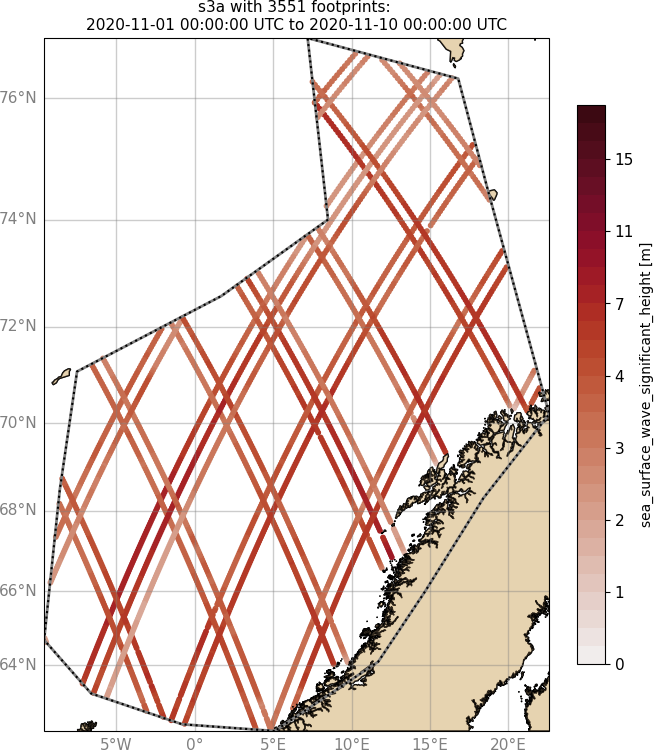 s3a with 3551 footprints:
2020-11-01 00:00:00 UTC to 2020-11-10 00:00:00 UTC
76°N
74°N
72°N
70°N
68°N
66°N
64°N
5°W
0°
5°E
10°E
15°E
20°E
15
11
7
4
3
2
1
0
sea_surface_wave_significant_height [m]